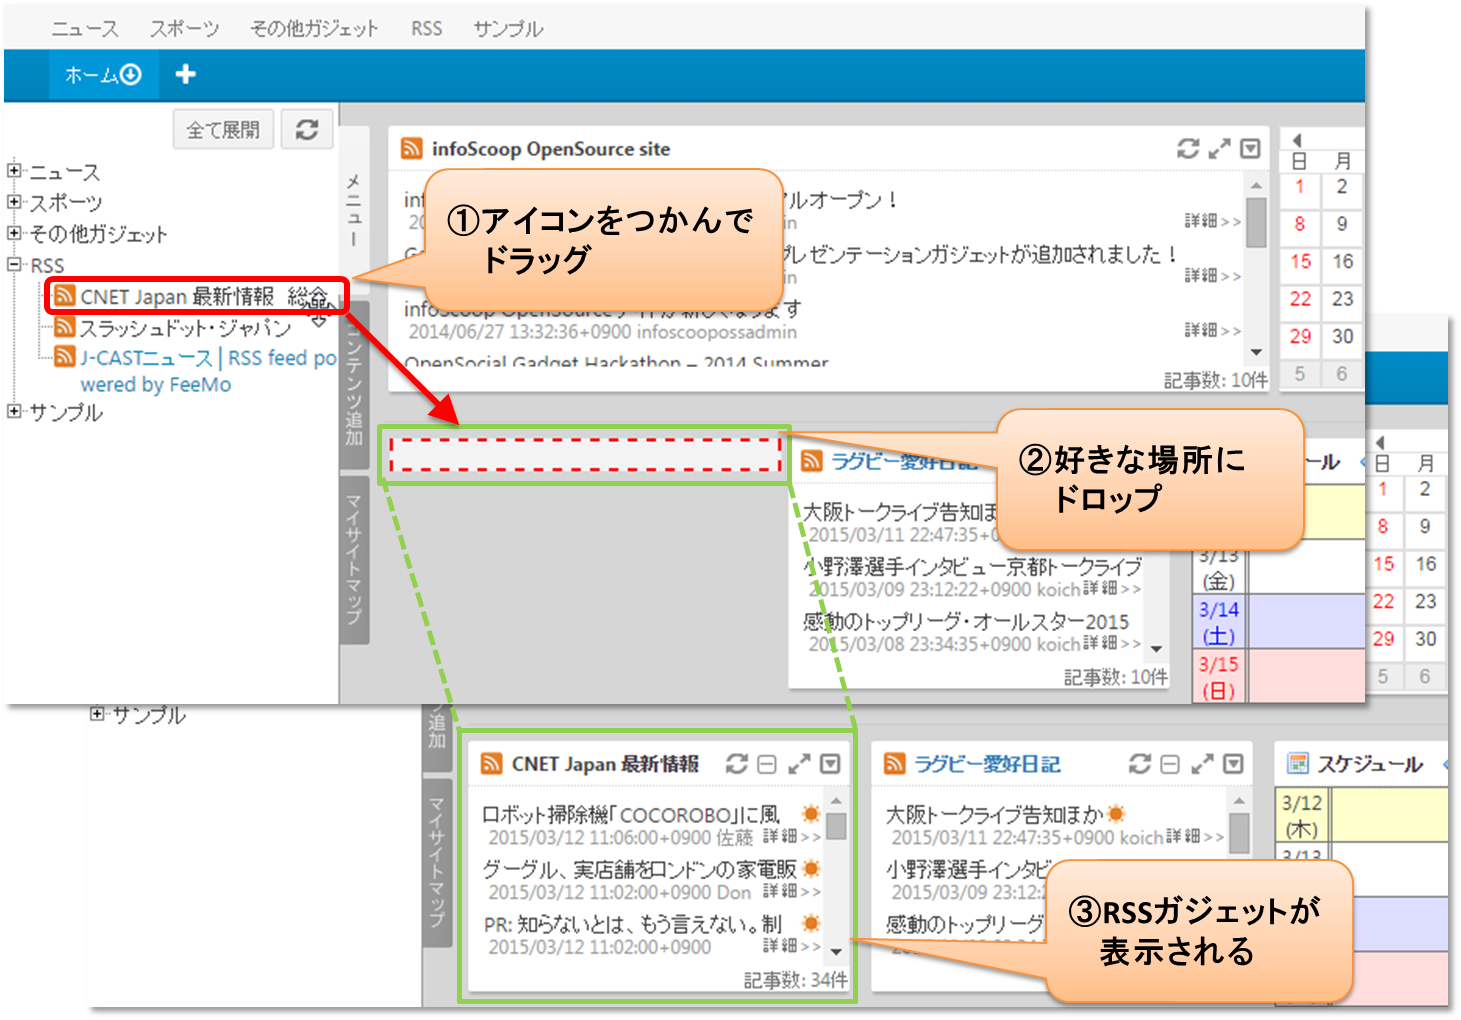 ニュース スポーツ その他ガジェット RSS サンプル
ホーム
全て展開
ニュース
スポーツ
その他ガジェット
RSS
CNET Japan 最新情報 総合
スラッシュドット・ジャパン
J-CASTニュース | RSS feed po
wered by FeeMo
サンプル
メニュー
コンテンツ追加
マイサイトマップ
infoScoop OpenSource site
ルオープン！
詳細>>
プレゼンテーションガジェットが追加されました！
詳細>>
2014/06/27 13:32:36+0900 infoscoopossadmin
詳細>>
OpenSocial Gadget Hackathon – 2014 Summer
記事数: 10件
日 月
1 2
8 9
15 16
22 23
29 30
5 6
①アイコンをつかんで
ドラッグ
②好きな場所に
ドロップ
ラグビー愛好日記
大阪トークライブ告知ほ
2015/03/11 22:47:35+0
小野澤選手インタビュー京都トークライブ
2015/03/09 23:12:22+0900 koich詳細>>
感動のトップリーグ・オールスター2015
2015/03/08 23:34:35+0900 koich詳細>>
記事数: 10件
ール
3/13
(金)
3/14
(土)
3/15
(日)
日 月
1 2
8 9
15 16
22 23
29 30
5 6
サンプル
追加
マイサイトマップ
CNET Japan 最新情報
ロボット掃除機「COCOROBO」に風
2015/03/12 11:06:00+0900 佐藤 詳細>>
グーグル、実店舗をロンドンの家電販
2015/03/12 11:02:00+0900 Don 詳細>>
PR: 知らないとは、もう言えない。制
2015/03/12 11:02:00+0900 詳細>>
記事数: 34件
ラグビー愛好日記
大阪トークライブ告知ほか
2015/03/11 22:47:35+0900 koich詳細>>
小野澤選手インタビ
2015/03/09 23:12:2
感動のトップリーグ
スケジュール
3/12
(木)
3/13
③RSSガジェットが
表示される